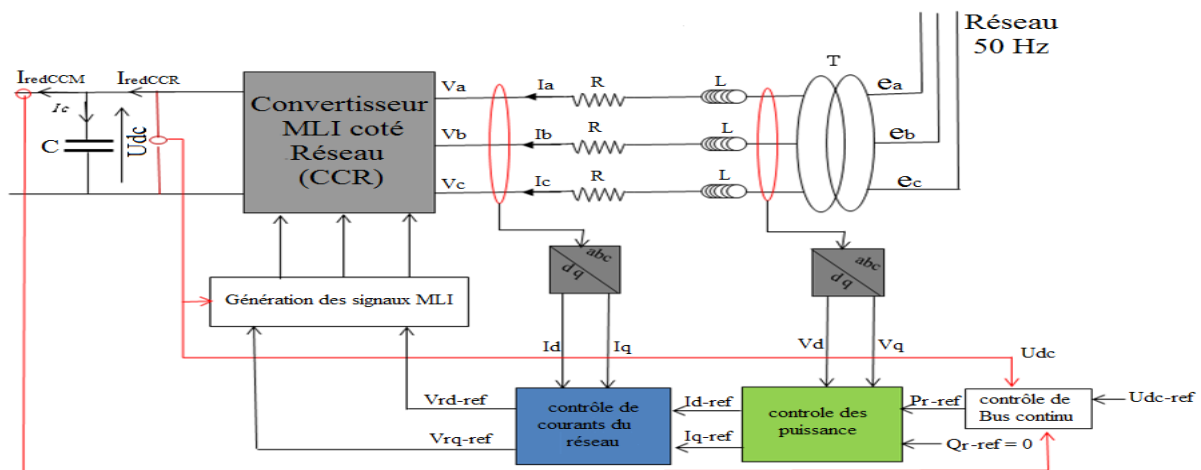 Réseau
50 Hz
IredCCM
IredCCR
Ic
C
Udc
Convertisseur
MLI coté
Réseau
(CCR)
Va
Ia
R
L
T
ea
Vb
Ib
R
L
eb
Vc
Ic
R
L
ec
abc
dq
abc
dq
Génération des signaux MLI
Id
Iq
Vd
Vq
Udc
Vrd-ref
Vrq-ref
contrôle de
courants du
réseau
Id-ref
Iq-ref
controle des
puissance
Pr-ref
contrôle de
Bus continu
Udc-ref
Qr-ref = 0